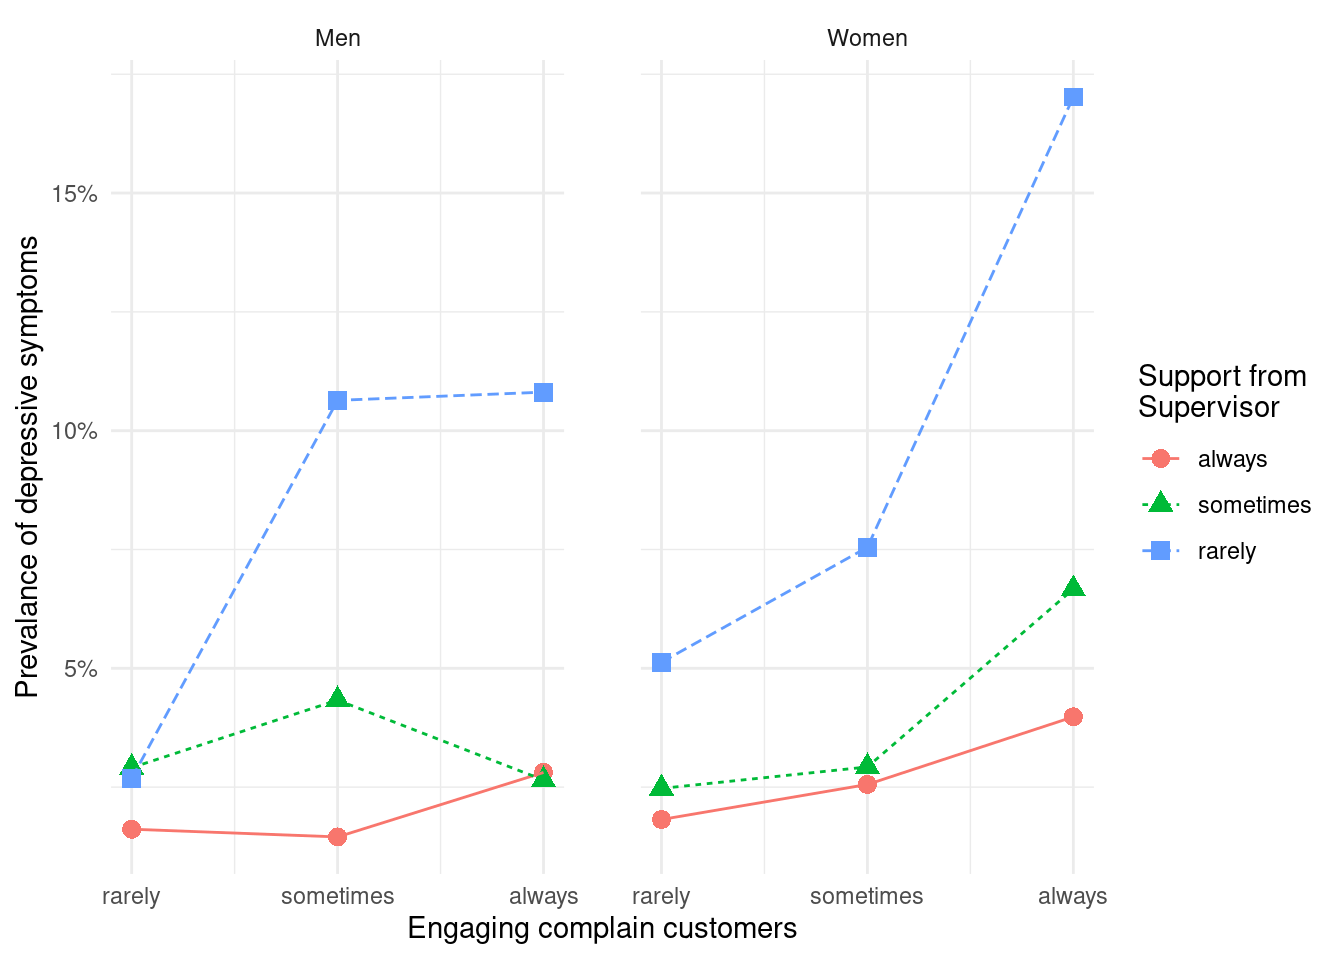 Men
Women
15%
10%
5%
Prevalance of depressive symptoms
rarely
sometimes
always
rarely
sometimes
always
Engaging complain customers
Support from
Supervisor
always
sometimes
rarely